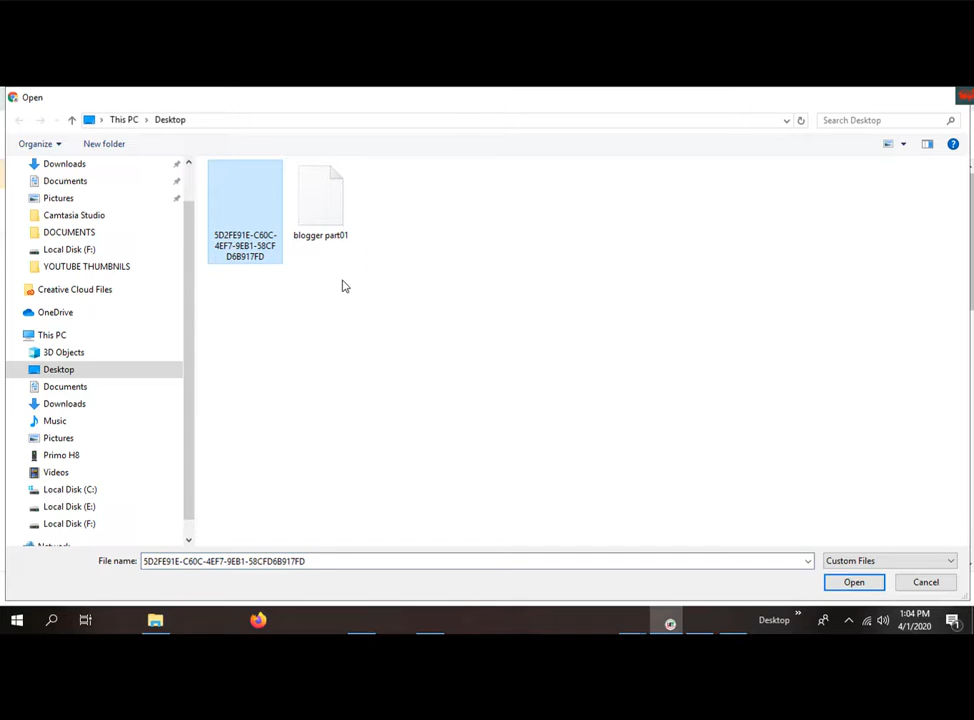 Open
This PC > Desktop
Search Desktop
Organize
New folder
Downloads
Documents
Pictures
Camtasia Studio
DOCUMENTS
Local Disk (F:)
YOUTUBE THUMBNILS
Creative Cloud Files
OneDrive
This PC
3D Objects
Desktop
Documents
Downloads
Music
Pictures
Primo H8
Videos
Local Disk (C:)
Local Disk (E:)
Local Disk (F:)
Network
5D2FE91E-C60C-
4EF7-9EB1-58CF
D6B917FD
blogger part01
File name: 5D2FE91E-C60C-4EF7-9EB1-58CFD6B917FD
Custom Files
Open
Cancel
Desktop
1:04 PM
4/1/2020
1